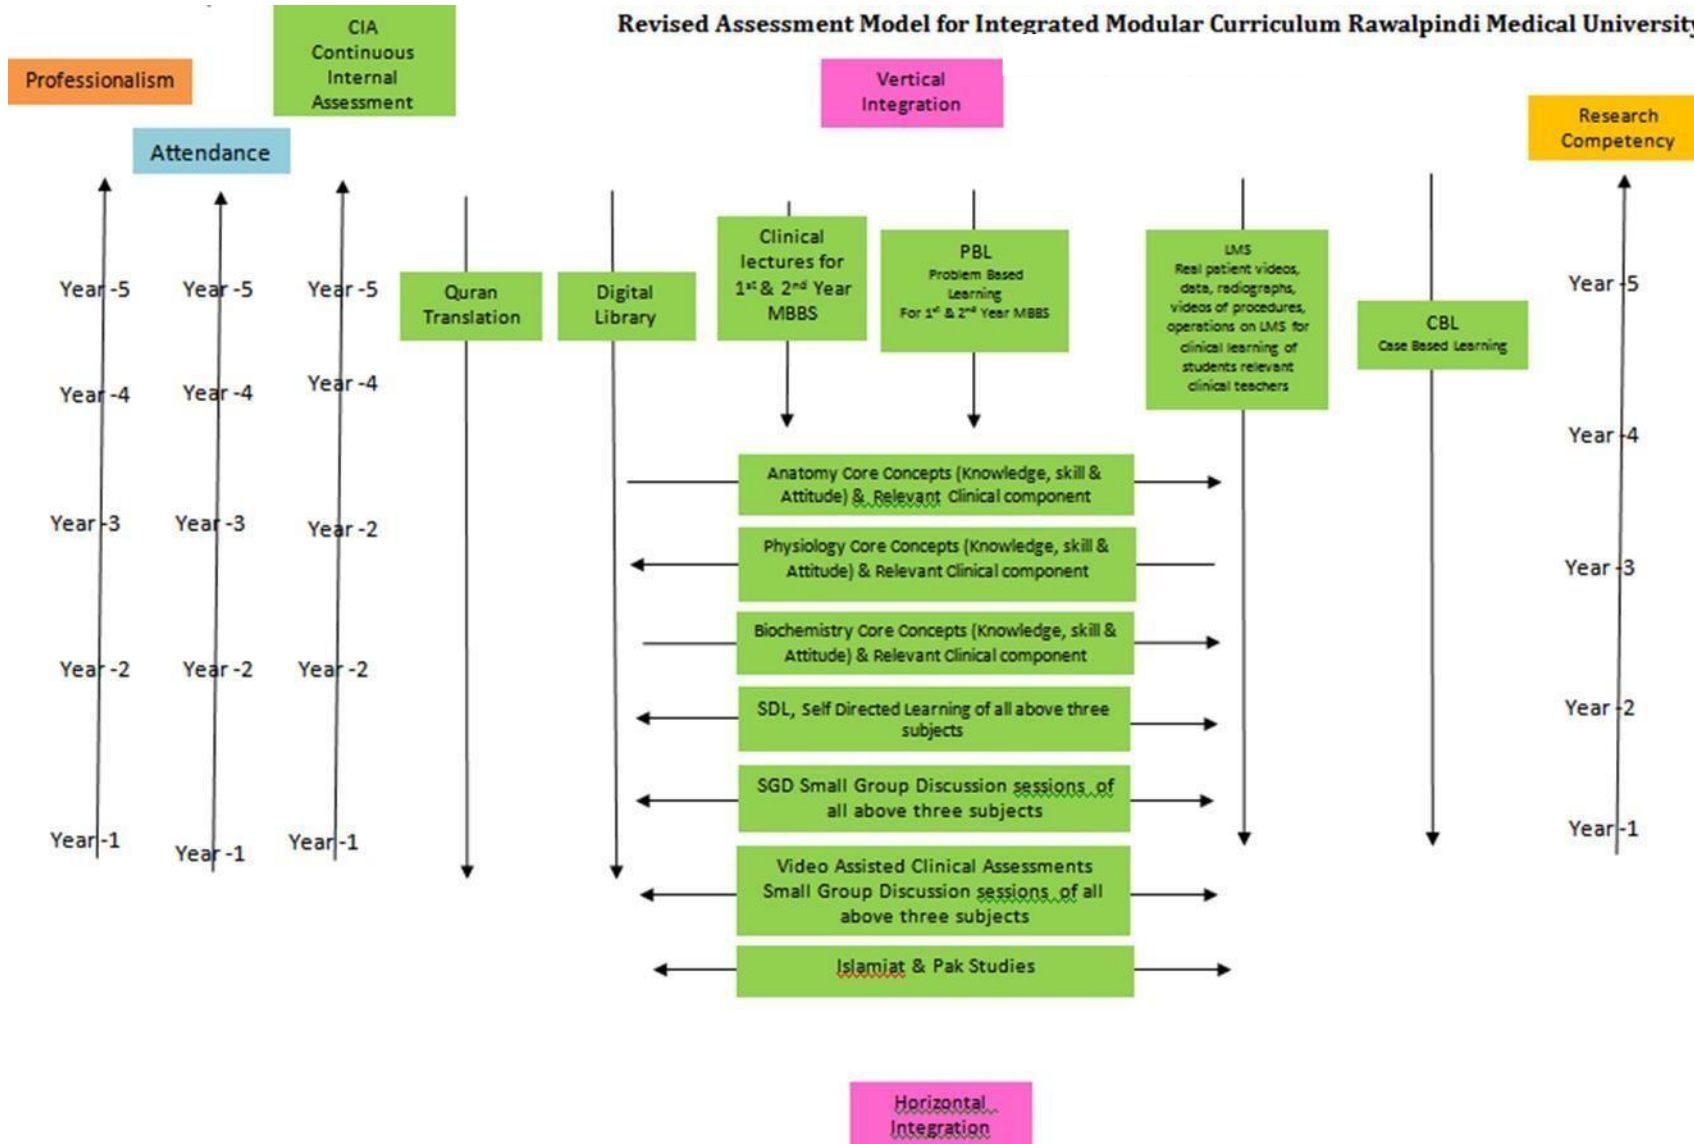 Revised Assessment Model for Integrated Modular Curriculum Rawalpindi Medical University
Professionalism
Attendance
CIA
Continuous
Internal
Assessment
Vertical
Integration
Research
Competency
Year -5
Year -4
Year -3
Year -2
Year -1
Year -5
Year -4
Year -3
Year -2
Year -1
Year -5
Year -4
Year -2
Year -2
Year -1
Quran
Translation
Digital
Library
Clinical
lectures for
1st & 2nd Year
MBBS
PBL
Problem Based
Learning
For 1st & 2nd Year MBBS
LMS
Real patient videos,
data, radiographs,
videos of procedures,
operations on LMS for
clinical learning of
students relevant
clinical teachers
CBL
Case Based Learning
Year -5
Year -4
Year -3
Year -2
Year -1
Anatomy Core Concepts (Knowledge, skill &
Attitude) & Relevant Clinical component
Physiology Core Concepts (Knowledge, skill &
Attitude) & Relevant Clinical component
Biochemistry Core Concepts (Knowledge, skill &
Attitude) & Relevant Clinical component
SDL, Self Directed Learning of all above three
subjects
SGD Small Group Discussion sessions of
all above three subjects
Video Assisted Clinical Assessments
Small Group Discussion sessions of all
above three subjects
Islamiat & Pak Studies
Horizontal
Integration